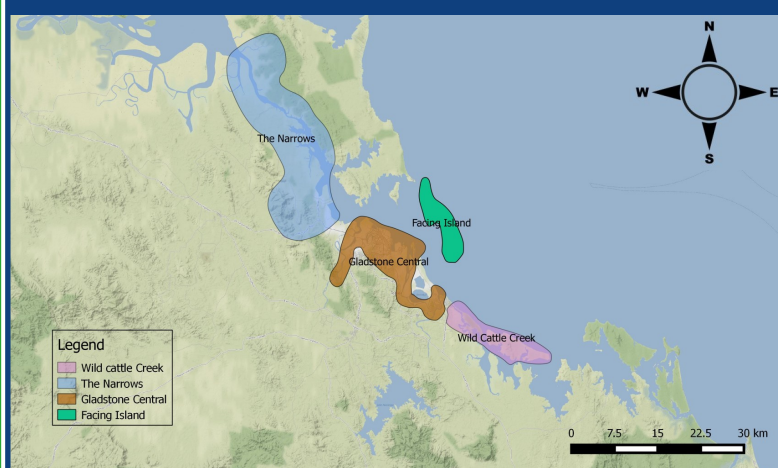 N
W E
S
The Narrows
Facing Island
Gladstone Central
Wild Cattle Creek
Legend
Wild cattle Creek
The Narrows
Gladstone Central
Facing Island
0 7.5 15 22.5 30 km